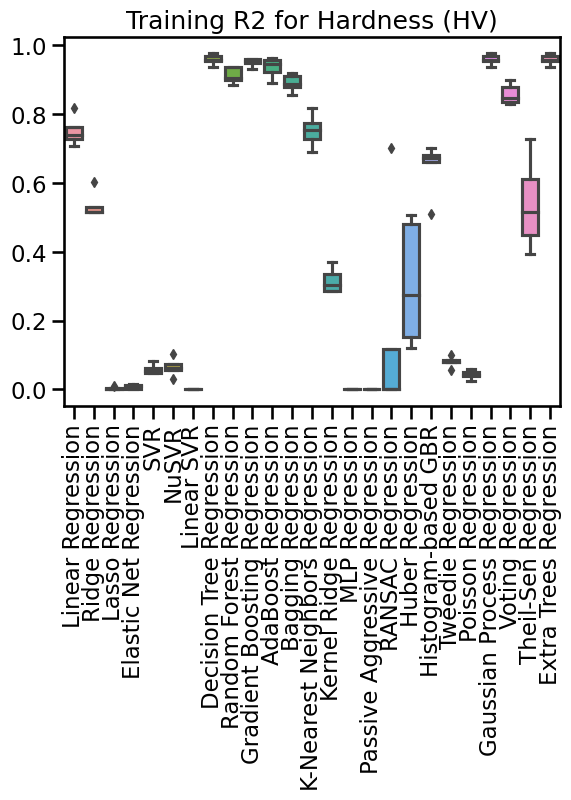 Training R2 for Hardness (HV)
1.0
0.8
0.6
0.4
0.2
0.0
Linear Regression
Ridge Regression
Lasso Regression
Elastic Net Regression
SVR
NuSVR
Linear SVR
Decision Tree Regression
Random Forest Regression
Gradient Boosting Regression
AdaBoost Regression
Bagging Regression
K-Nearest Neighbors Regression
Kernel Ridge Regression
MLP Regression
Passive Aggressive Regression
RANSAC Regression
Huber Regression
Histogram-based GBR
Tweedie Regression
Poisson Regression
Gaussian Process Regression
Voting Regression
Theil-Sen Regression
Extra Trees Regression